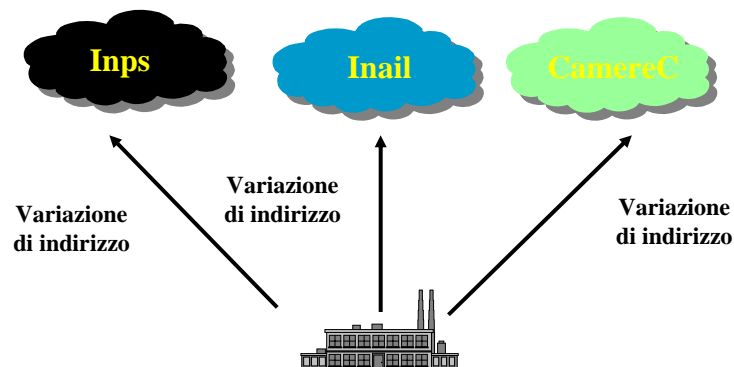 Inps
Inail
CamereC
Variazione
di indirizzo
Variazione
di indirizzo
Variazione
di indirizzo